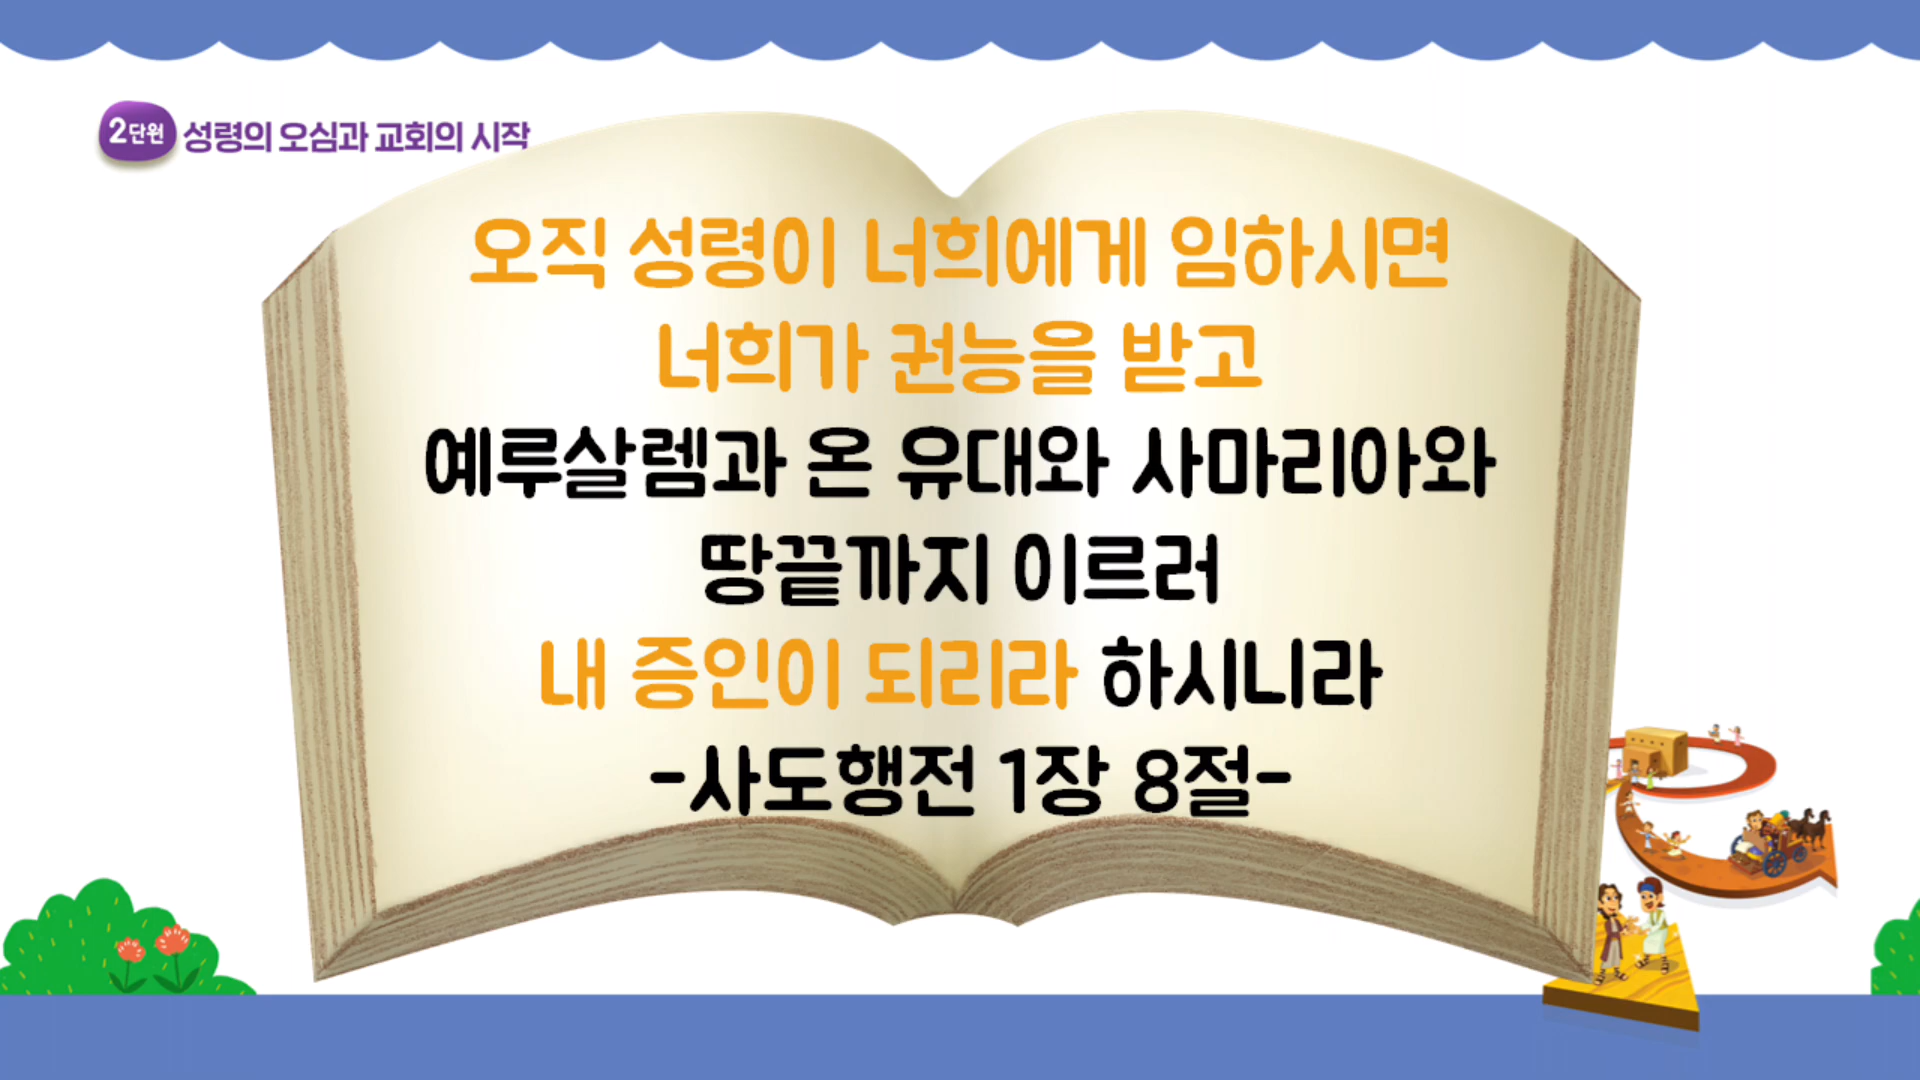 2단원 성령의 오심과 교회의 시작
오직 성령이 너희에게 임하시면
너희가 권능을 받고
예루살렘과 온 유대와 사마리아와
땅끝까지 이르러
내 증인이 되리라 하시니라
-사도행전 1장 8절-